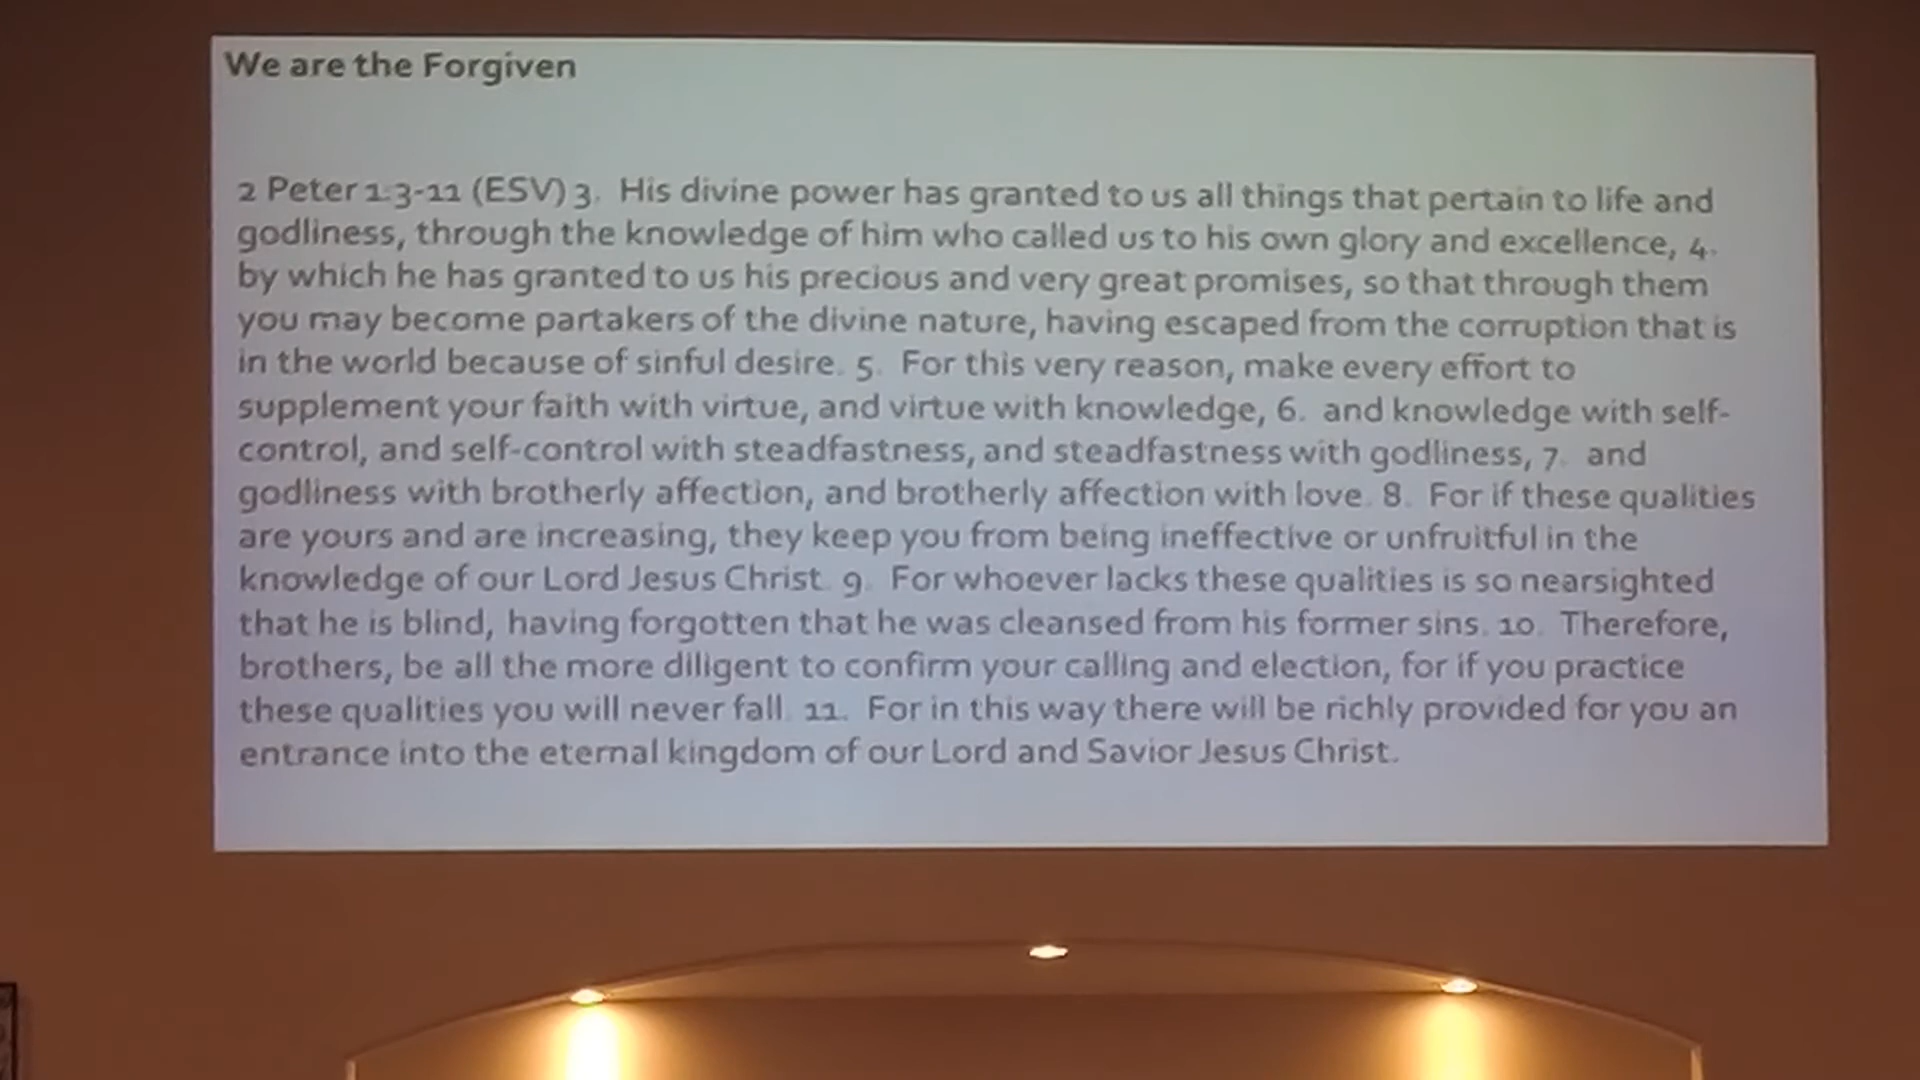 We are the Forgiven
2 Peter 1:3-11 (ESV) 3. His divine power has granted to us all things that pertain to life and
godliness, through the knowledge of him who called us to his own glory and excellence, 4.
by which he has granted to us his precious and very great promises, so that through them
you may become partakers of the divine nature, having escaped from the corruption that is
in the world because of sinful desire. 5. For this very reason, make every effort to
supplement your faith with virtue, and virtue with knowledge, 6. and knowledge with self-
control, and self-control with steadfastness, and steadfastness with godliness, 7. and
godliness with brotherly affection, and brotherly affection with love. 8. For if these qualities
are yours and are increasing, they keep you from being ineffective or unfruitful in the
knowledge of our Lord Jesus Christ. 9. For whoever lacks these qualities is so nearsighted
that he is blind, having forgotten that he was cleansed from his former sins. 10. Therefore,
brothers, be all the more diligent to confirm your calling and election, for if you practice
these qualities you will never fall. 11. For in this way there will be richly provided for you an
entrance into the eternal kingdom of our Lord and Savior Jesus Christ.